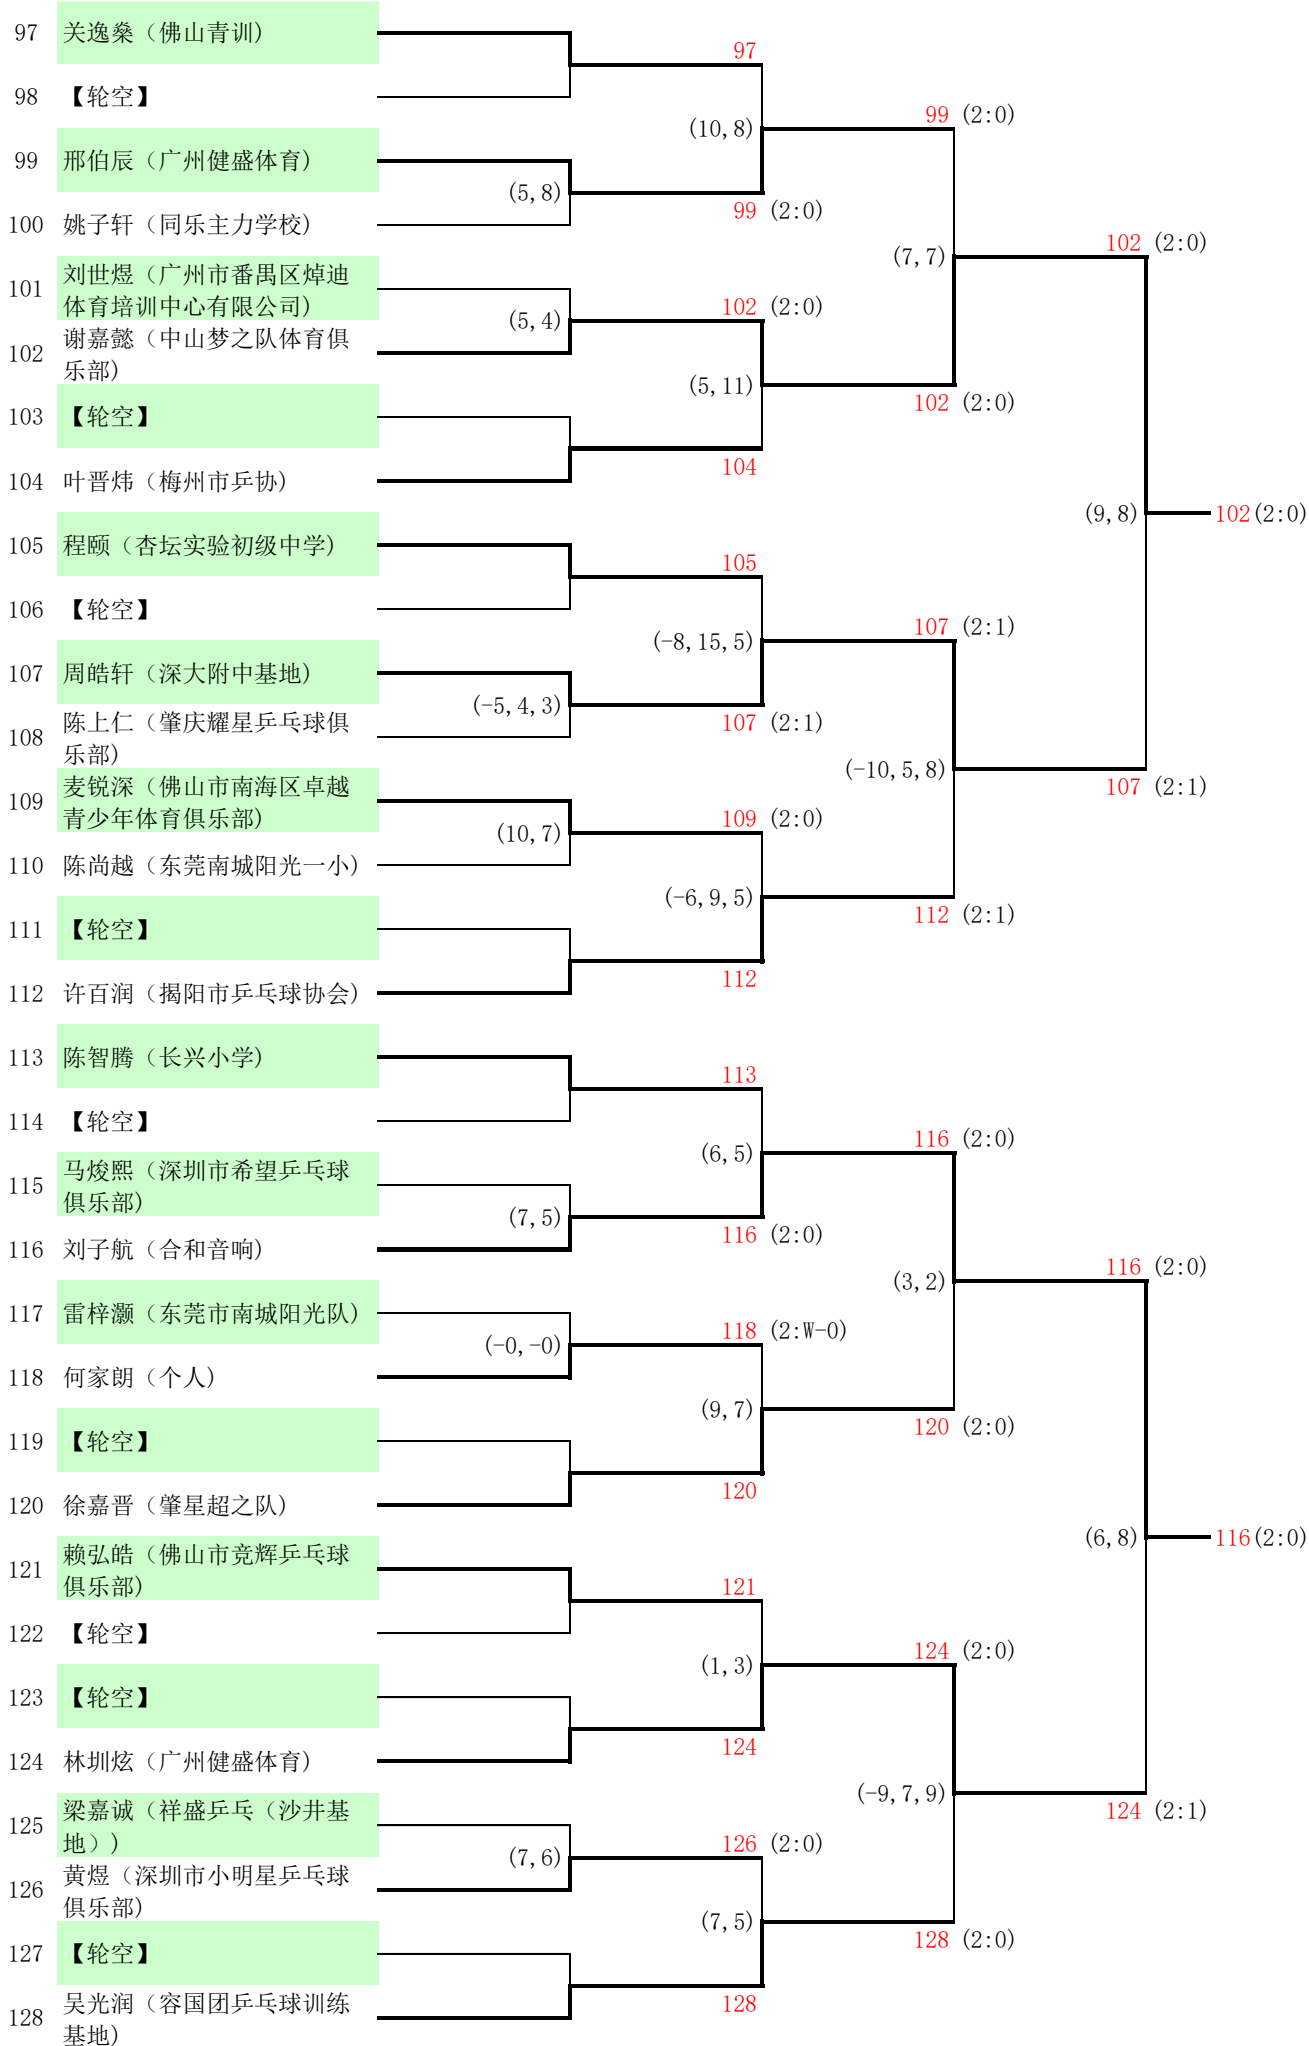 97 关逸燊（佛山青训）
97
98 【轮空】
99 (2:0)
(10,8)
99 邢伯辰（广州健盛体育）
(5,8)
99 (2:0)
100 姚子轩（同乐主力学校）
102 (2:0)
(7,7)
101 刘世煜（广州市番禺区焯迪
体育培训中心有限公司）
102 (2:0)
(5,4)
102 谢嘉懿（中山梦之队体育俱
乐部）
(5,11)
102 (2:0)
103 【轮空】
104
104 叶晋炜（梅州市乒协）
(9,8)
102(2:0)
105 程颐（杏坛实验初级中学）
105
106 【轮空】
107 (2:1)
(-8,15,5)
107 周皓轩（深大附中基地）
(-5,4,3)
107 (2:1)
108 陈上仁（肇庆耀星乒乓球俱
乐部）
(-10,5,8)
107 (2:1)
109 麦锐深（佛山市南海区卓越
青少年体育俱乐部）
109 (2:0)
(10,7)
110 陈尚越（东莞南城阳光一小）
(-6,9,5)
112 (2:1)
111 【轮空】
112
112 许百润（揭阳市乒乓球协会）
113 陈智腾（长兴小学）
113
114 【轮空】
116 (2:0)
(6,5)
115 马焌熙（深圳市希望乒乓球
俱乐部）
(7,5)
116 (2:0)
116 刘子航（合和音响）
116 (2:0)
(3,2)
117 雷梓灏（东莞市南城阳光队）
118 (2:W-0)
(-0,-0)
118 何家朗（个人）
(9,7)
120 (2:0)
119 【轮空】
120
120 徐嘉晋（肇星超之队）
(6,8)
116(2:0)
121 赖弘皓（佛山市竞辉乒乓球
俱乐部）
121
122 【轮空】
124 (2:0)
(1,3)
123 【轮空】
124
124 林圳炫（广州健盛体育）
(-9,7,9)
124 (2:1)
125 梁嘉诚（祥盛乒乓（沙井基
地））
126 (2:0)
(7,6)
126 黄煜（深圳市小明星乒乓球
俱乐部）
(7,5)
128 (2:0)
127 【轮空】
128
128 吴光润（容国团乒乓球训练
基地）